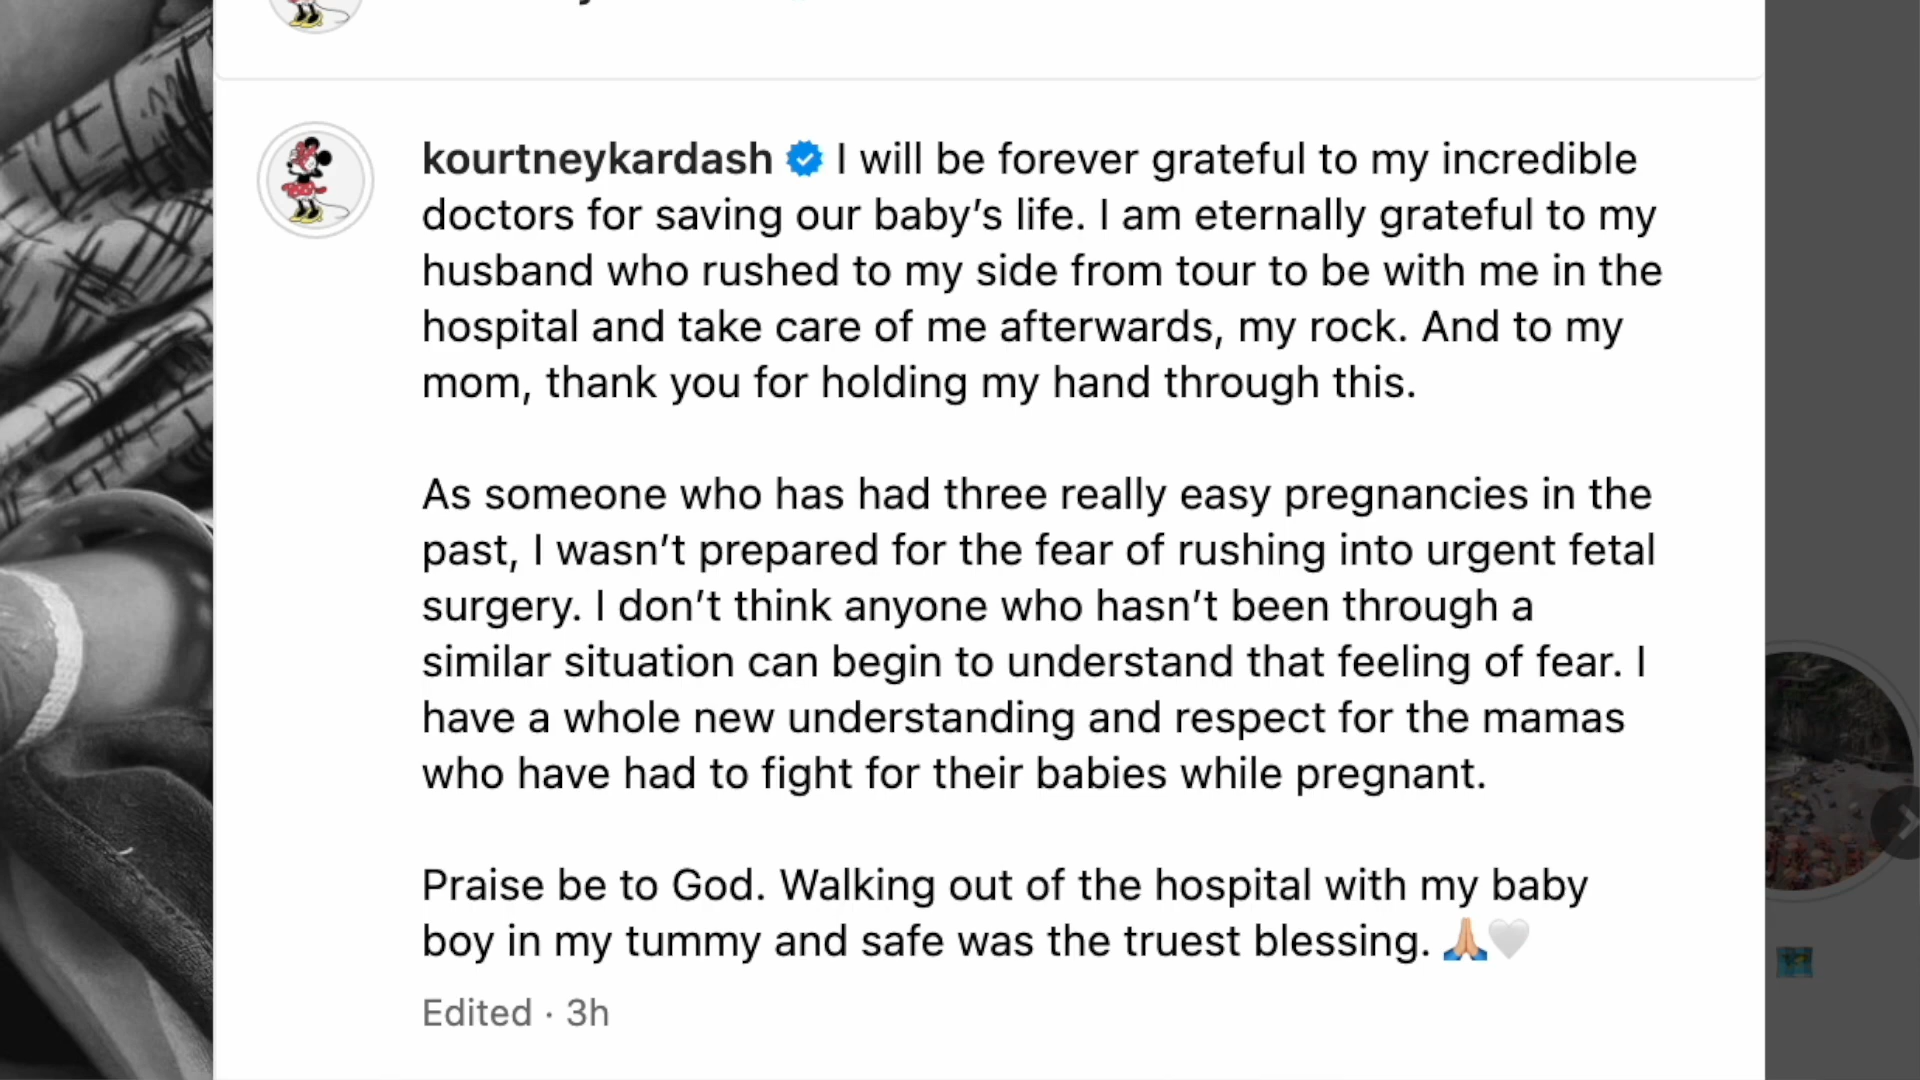 kourtneykardash I will be forever grateful to my incredible
doctors for saving our baby’s life. I am eternally grateful to my
husband who rushed to my side from tour to be with me in the
hospital and take care of me afterwards, my rock. And to my
mom, thank you for holding my hand through this.
As someone who has had three really easy pregnancies in the
past, I wasn’t prepared for the fear of rushing into urgent fetal
surgery. I don’t think anyone who hasn’t been through a
similar situation can begin to understand that feeling of fear. I
have a whole new understanding and respect for the mamas
who have had to fight for their babies while pregnant.
Praise be to God. Walking out of the hospital with my baby
boy in my tummy and safe was the truest blessing. 🙏🏼🤍
Edited · 3h